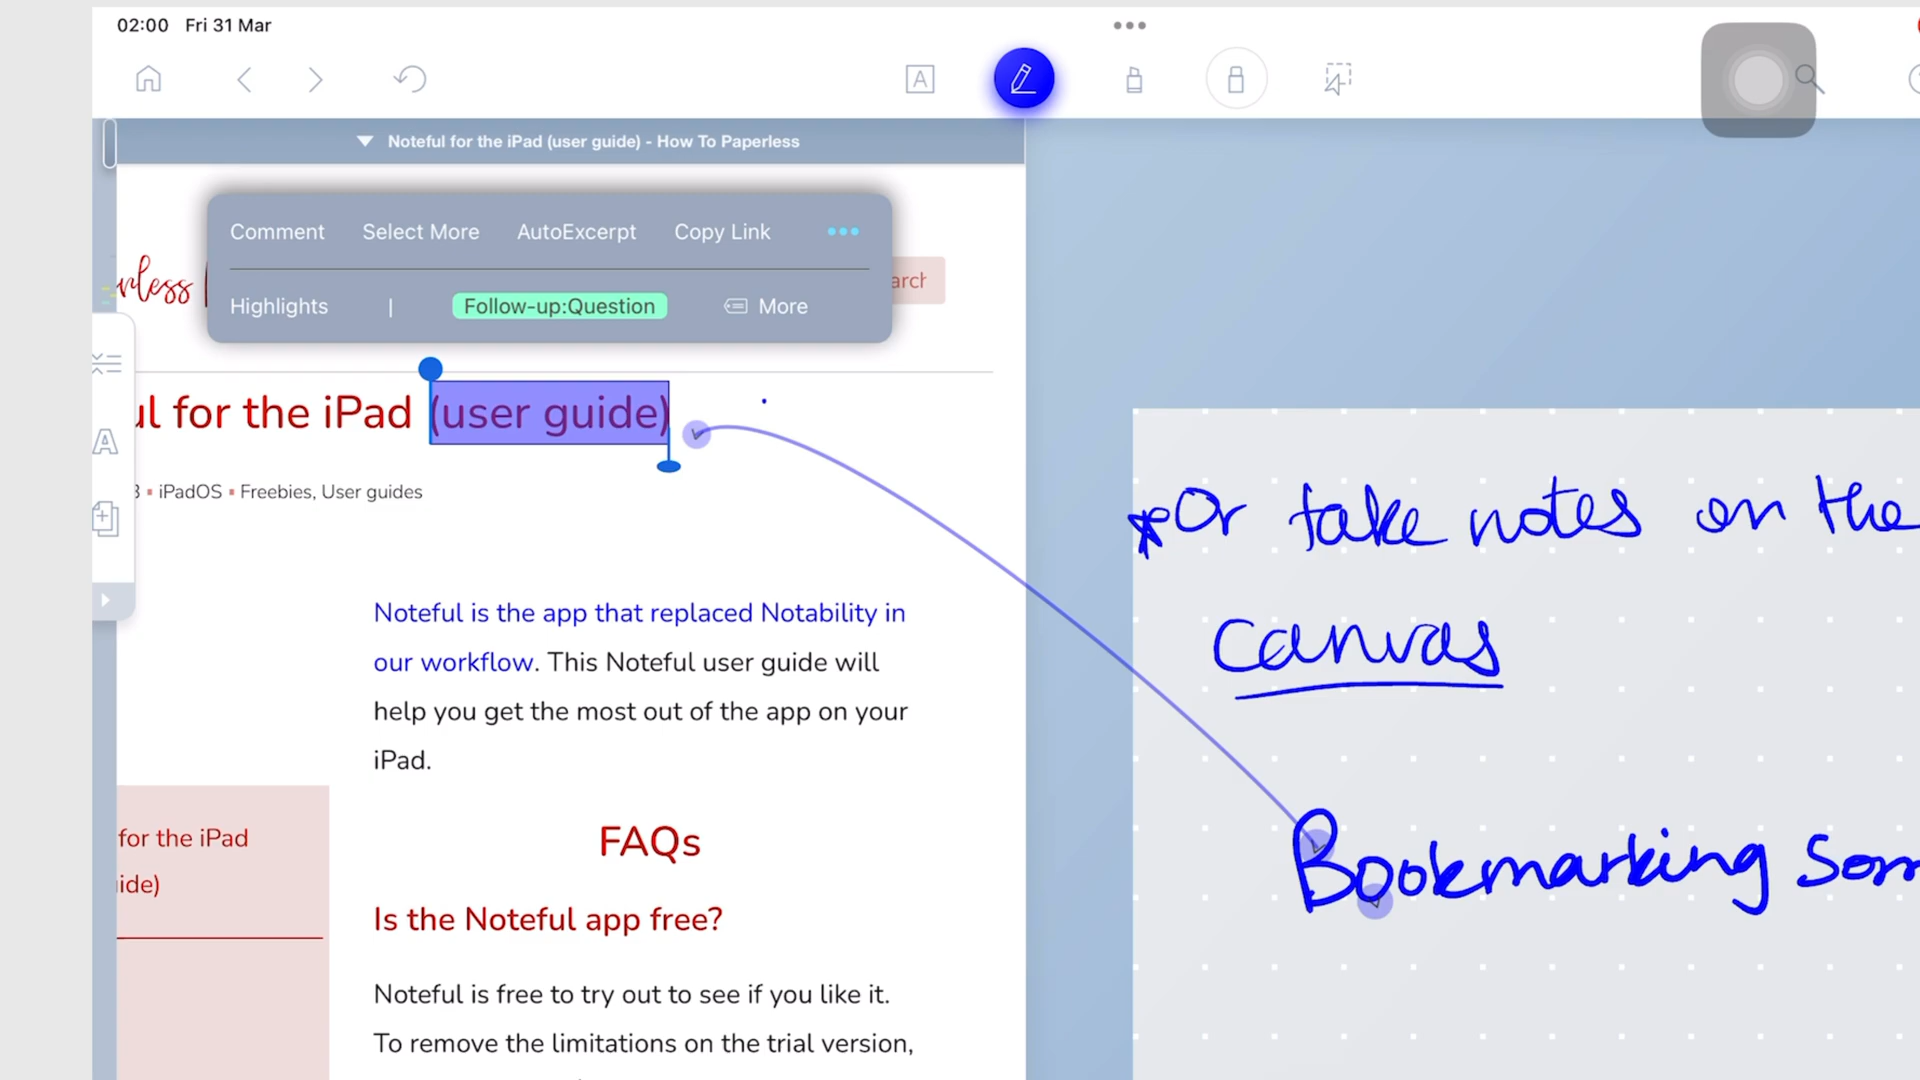 02:00 Fri 31 Mar
A
Noteful for the iPad (user guide) - How To Paperless
Comment Select More AutoExcerpt Copy Link
Highlights | Follow-up:Question More
rless
arch
ul for the iPad (user guide)
3 ▪ iPadOS ▪ Freebies, User guides
A
Noteful is the app that replaced Notability in
our workflow. This Noteful user guide will
help you get the most out of the app on your
iPad.
for the iPad
ide)
FAQs
Is the Noteful app free?
Noteful is free to try out to see if you like it.
To remove the limitations on the trial version,
*Or take notes on the
canvas
Bookmarking som